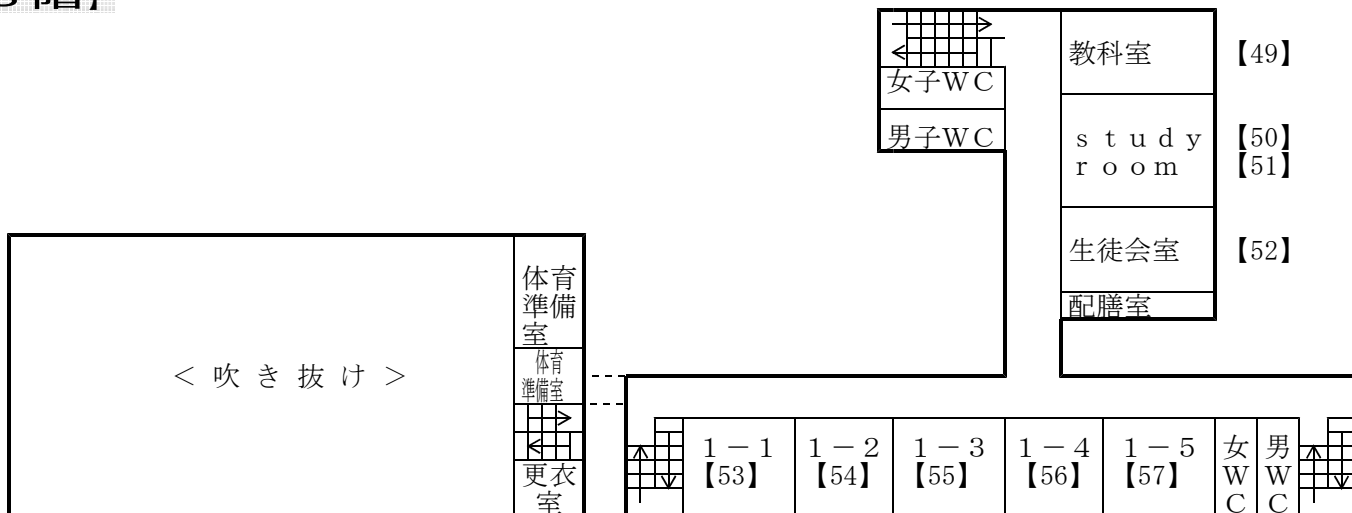 階】
教科室 【49】
女子ＷＣ
男子ＷＣ
ｓｔｕｄｙ 【50】
ｒｏｏｍ 【51】
生徒会室 【52】
配膳室
体育
準備
室
体育
準備室
＜吹き抜け＞
更衣
室
１－１
【53】
１－２
【54】
１－３
【55】
１－４
【56】
１－５
【57】
女
Ｗ
Ｃ
男
Ｗ
Ｃ